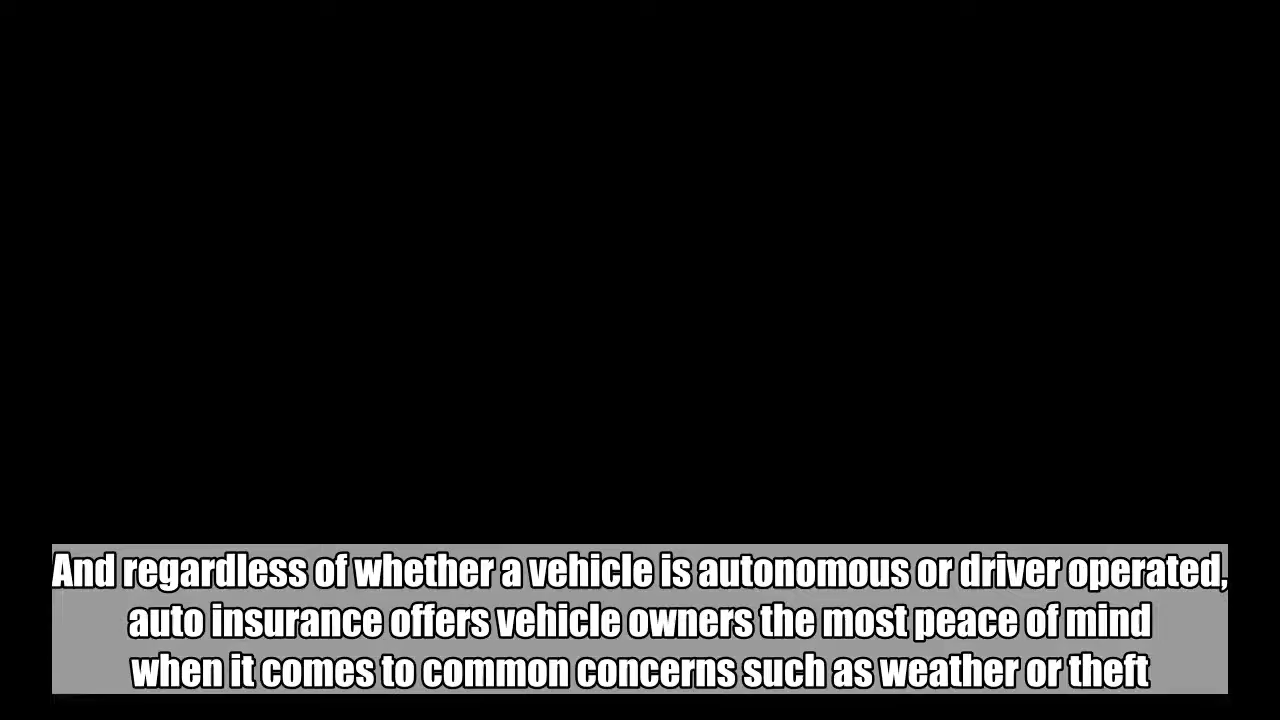 And regardless of whether a vehicle is autonomous or driver operated,
auto insurance offers vehicle owners the most peace of mind
when it comes to common concerns such as weather or theft